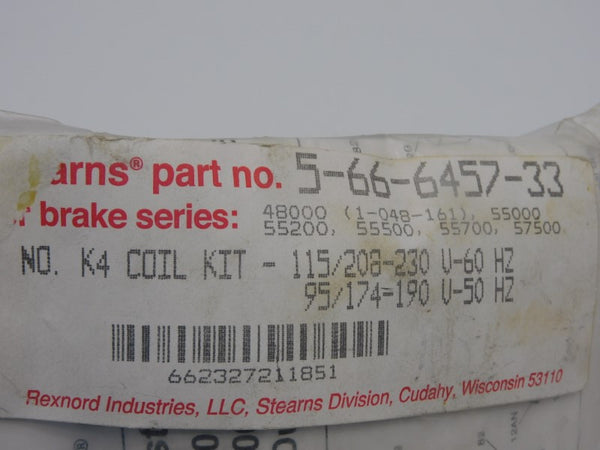 arns® part no. 5-66-6457-33
r brake series: 48000 (1-048-161), 55000
55200, 55500, 55700, 57500
NO. K4 COIL KIT - 115/208-230 V-60 HZ
95/174-190 V-50 HZ
662327211851
Rexnord Industries, LLC, Stearns Division, Cudahy, Wisconsin 53110